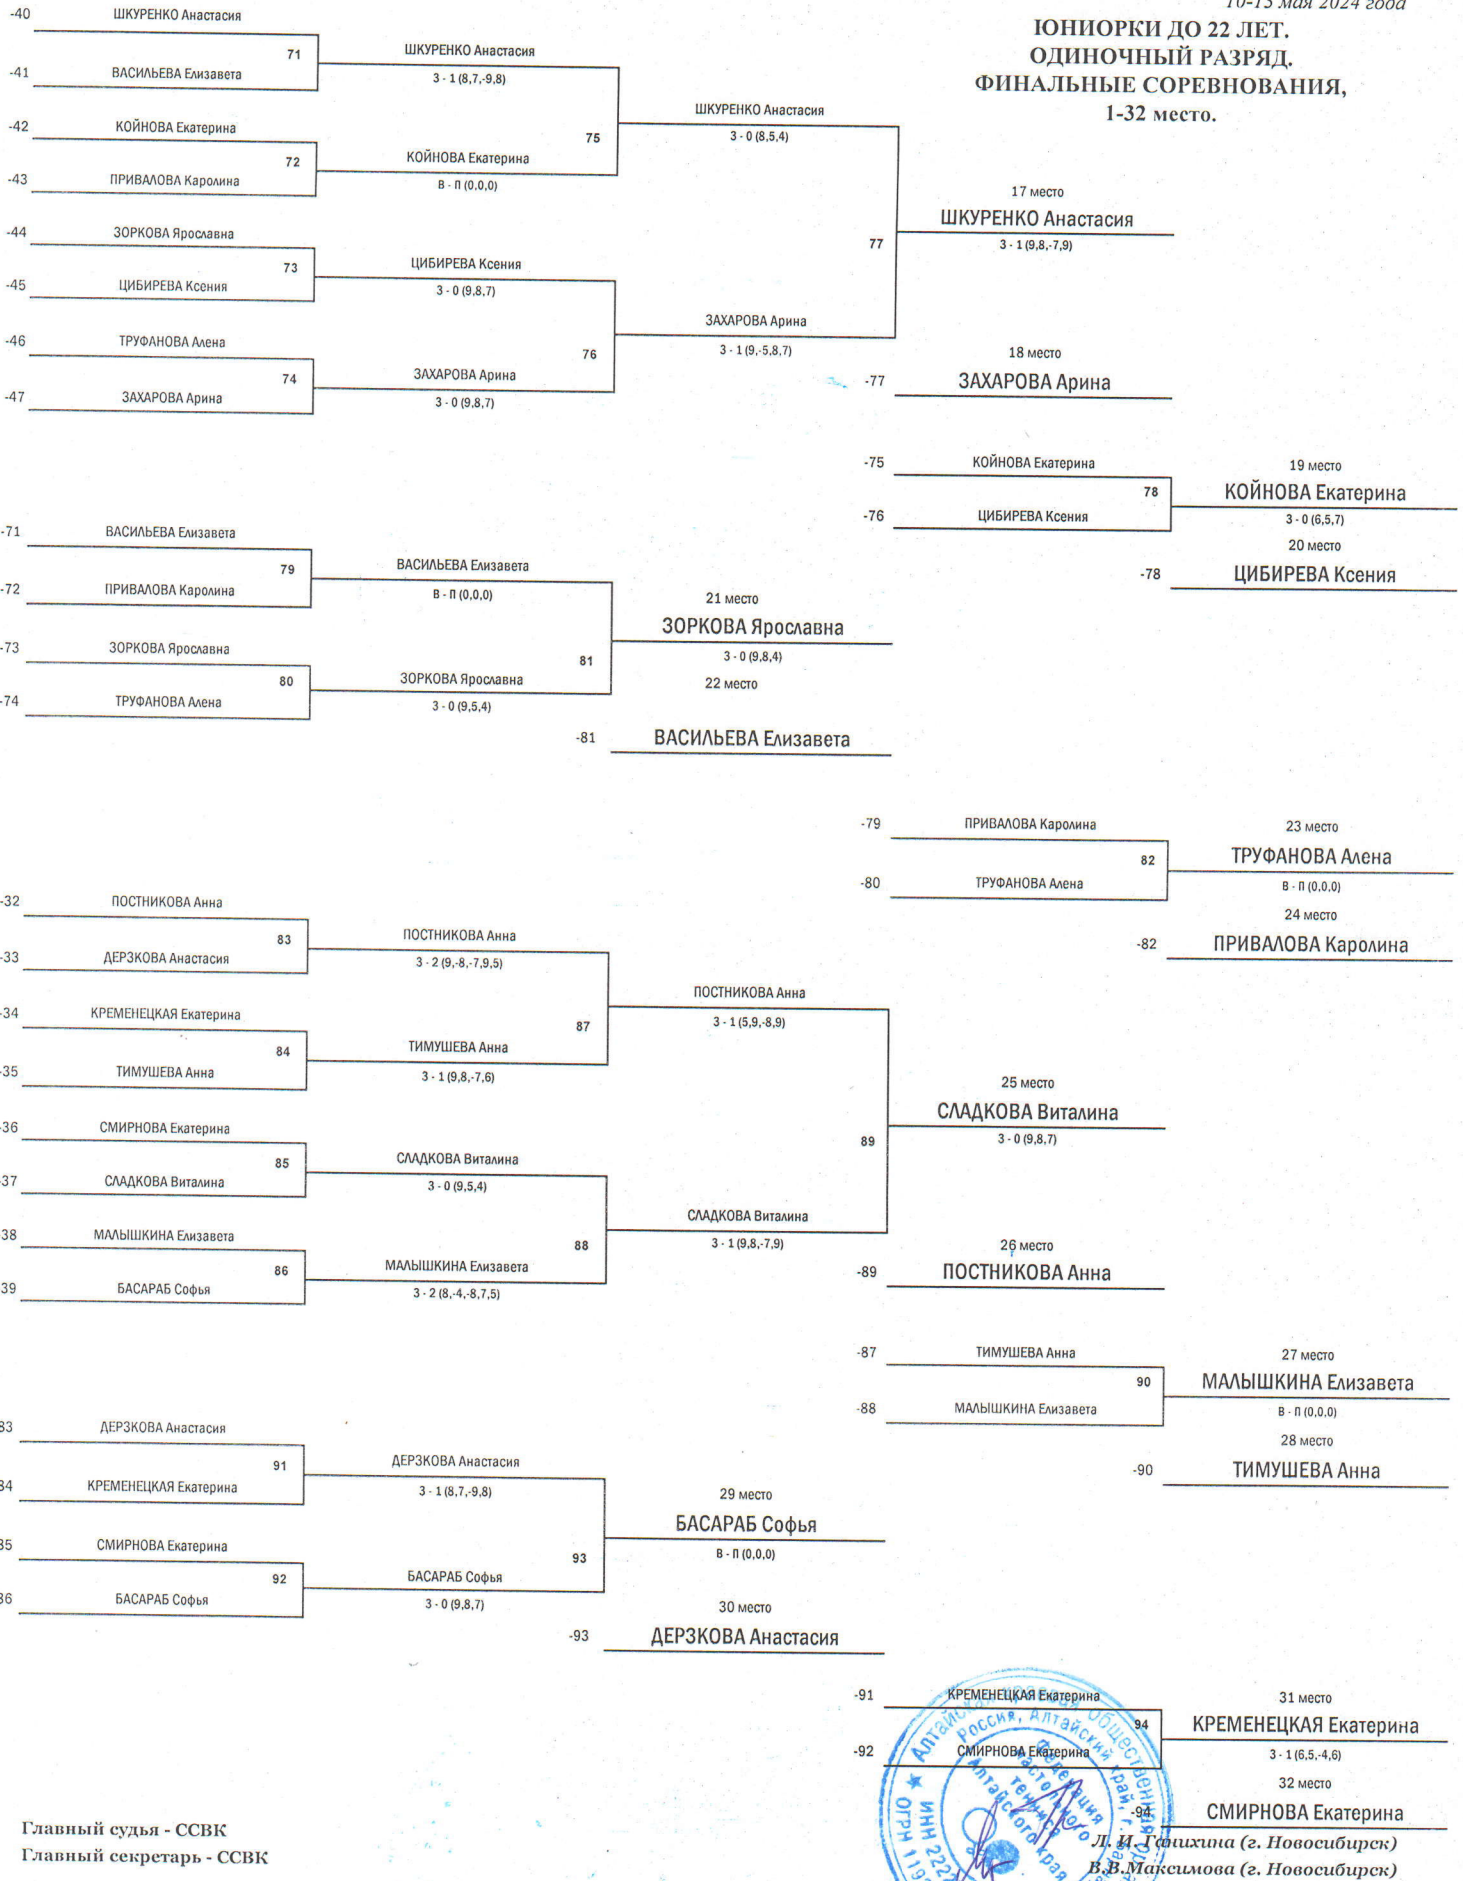 10-13 мая 2024 года
ЮНИОРКИ ДО 22 ЛЕТ.
ОДИНОЧНЫЙ РАЗРЯД.
ФИНАЛЬНЫЕ СОРЕВНОВАНИЯ,
1-32 место.
-40 ШКУРЕНКО Анастасия
71
ШКУРЕНКО Анастасия
-41 ВАСИЛЬЕВА Елизавета
3 - 1 (8,7,-9,8)
ШКУРЕНКО Анастасия
-42 КОЙНОВА Екатерина
75
3 - 0 (8,5,4)
72
КОЙНОВА Екатерина
-43 ПРИВАЛОВА Каролина
В - П (0,0,0)
17 место
ШКУРЕНКО Анастасия
-44 ЗОРКОВА Ярославна
77
3 - 1 (9,8,-7,9)
73
ЦИБИРЕВА Ксения
-45 ЦИБИРЕВА Ксения
3 - 0 (9,8,7)
ЗАХАРОВА Арина
-46 ТРУФАНОВА Алена
76
3 - 1 (9,-5,8,7)
18 место
74
ЗАХАРОВА Арина
-77 ЗАХАРОВА Арина
-47 ЗАХАРОВА Арина
3 - 0 (9,8,7)
-75 КОЙНОВА Екатерина
19 место
78
КОЙНОВА Екатерина
-76 ЦИБИРЕВА Ксения
3 - 0 (6,5,7)
20 место
-78 ЦИБИРЕВА Ксения
-71 ВАСИЛЬЕВА Елизавета
79
ВАСИЛЬЕВА Елизавета
-72 ПРИВАЛОВА Каролина
В - П (0,0,0)
21 место
ЗОРКОВА Ярославна
-73 ЗОРКОВА Ярославна
81
3 - 0 (9,8,4)
80
ЗОРКОВА Ярославна
22 место
-74 ТРУФАНОВА Алена
3 - 0 (9,5,4)
-81 ВАСИЛЬЕВА Елизавета
-79 ПРИВАЛОВА Каролина
23 место
82
ТРУФАНОВА Алена
-80 ТРУФАНОВА Алена
В - П (0,0,0)
24 место
-82 ПРИВАЛОВА Каролина
-32 ПОСТНИКОВА Анна
83
ПОСТНИКОВА Анна
-33 ДЕРЗКОВА Анастасия
3 - 2 (9,-8,-7,9,5)
ПОСТНИКОВА Анна
-34 КРЕМЕНЕЦКАЯ Екатерина
87
3 - 1 (5,9,-8,9)
84
ТИМУШЕВА Анна
-35 ТИМУШЕВА Анна
3 - 1 (9,8,-7,6)
25 место
СЛАДКОВА Виталина
-36 СМИРНОВА Екатерина
89
3 - 0 (9,8,7)
85
СЛАДКОВА Виталина
-37 СЛАДКОВА Виталина
3 - 0 (9,5,4)
СЛАДКОВА Виталина
-38 МАЛЫШКИНА Елизавета
88
3 - 1 (9,8,-7,9)
26 место
86
МАЛЫШКИНА Елизавета
-89 ПОСТНИКОВА Анна
39 БАСАРАБ Софья
3 - 2 (8,-4,-8,7,5)
-87 ТИМУШЕВА Анна
27 место
90
МАЛЫШКИНА Елизавета
-88 МАЛЫШКИНА Елизавета
В - П (0,0,0)
28 место
-90 ТИМУШЕВА Анна
83 ДЕРЗКОВА Анастасия
91
ДЕРЗКОВА Анастасия
84 КРЕМЕНЕЦКАЯ Екатерина
3 - 1 (8,7,-9,8)
29 место
БАСАРАБ Софья
85 СМИРНОВА Екатерина
93
В - П (0,0,0)
92
БАСАРАБ Софья
86 БАСАРАБ Софья
3 - 0 (9,8,7)
30 место
-93 ДЕРЗКОВА Анастасия
-91 КРЕМЕНЕЦКАЯ Екатерина
31 место
94
КРЕМЕНЕЦКАЯ Екатерина
-92 СМИРНОВА Екатерина
3 - 1 (6,5,-4,6)
32 место
-94 СМИРНОВА Екатерина
Алтайская краевая общественная
Россия, Алтайский край, г.
Федерация
настольного
тенниса
Алтайского края
Главный судья - ССВК
Л. И. Ганихина (г. Новосибирск)
Главный секретарь - ССВК
В.В.Максимова (г. Новосибирск)